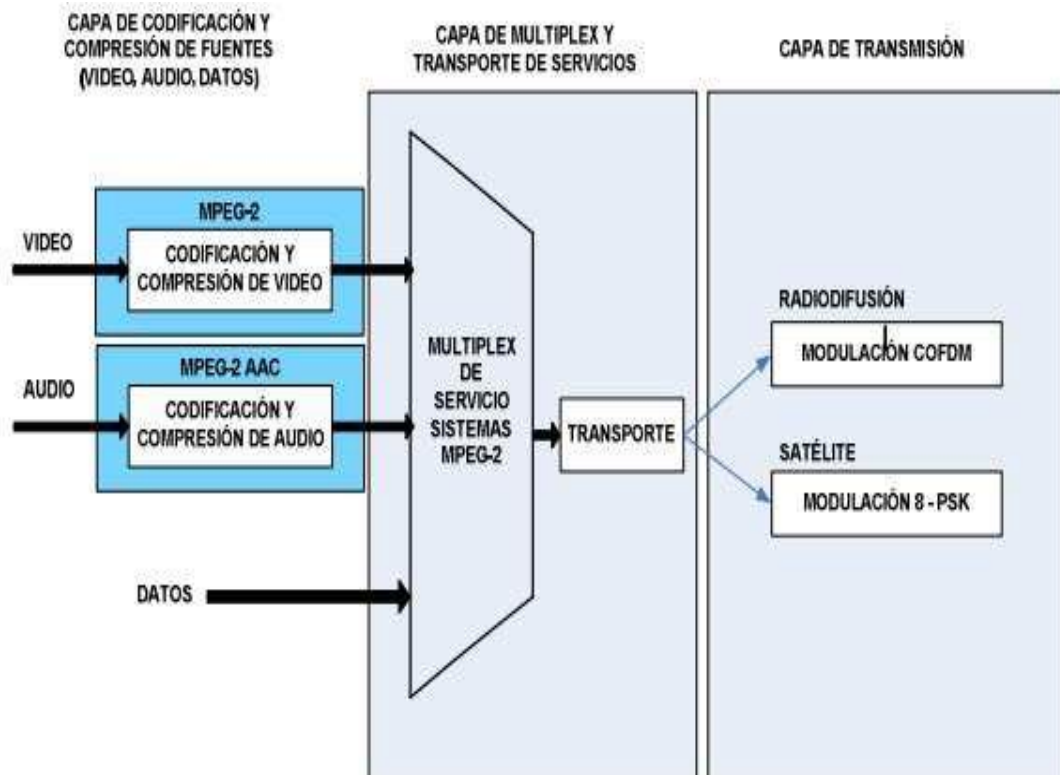 CAPA DE CODIFICACIÓN Y
COMPRESIÓN DE FUENTES
(VIDEO, AUDIO, DATOS)
CAPA DE MULTIPLEX Y
TRANSPORTE DE SERVICIOS
CAPA DE TRANSMISIÓN
VIDEO
MPEG-2
CODIFICACIÓN Y
COMPRESIÓN DE VIDEO
AUDIO
MPEG-2 AAC
CODIFICACIÓN Y
COMPRESIÓN DE AUDIO
DATOS
MULTIPLEX
DE
SERVICIO
SISTEMAS
MPEG-2
TRANSPORTE
RADIODIFUSIÓN
MODULACIÓN COFDM
SATÉLITE
MODULACIÓN 8 - PSK